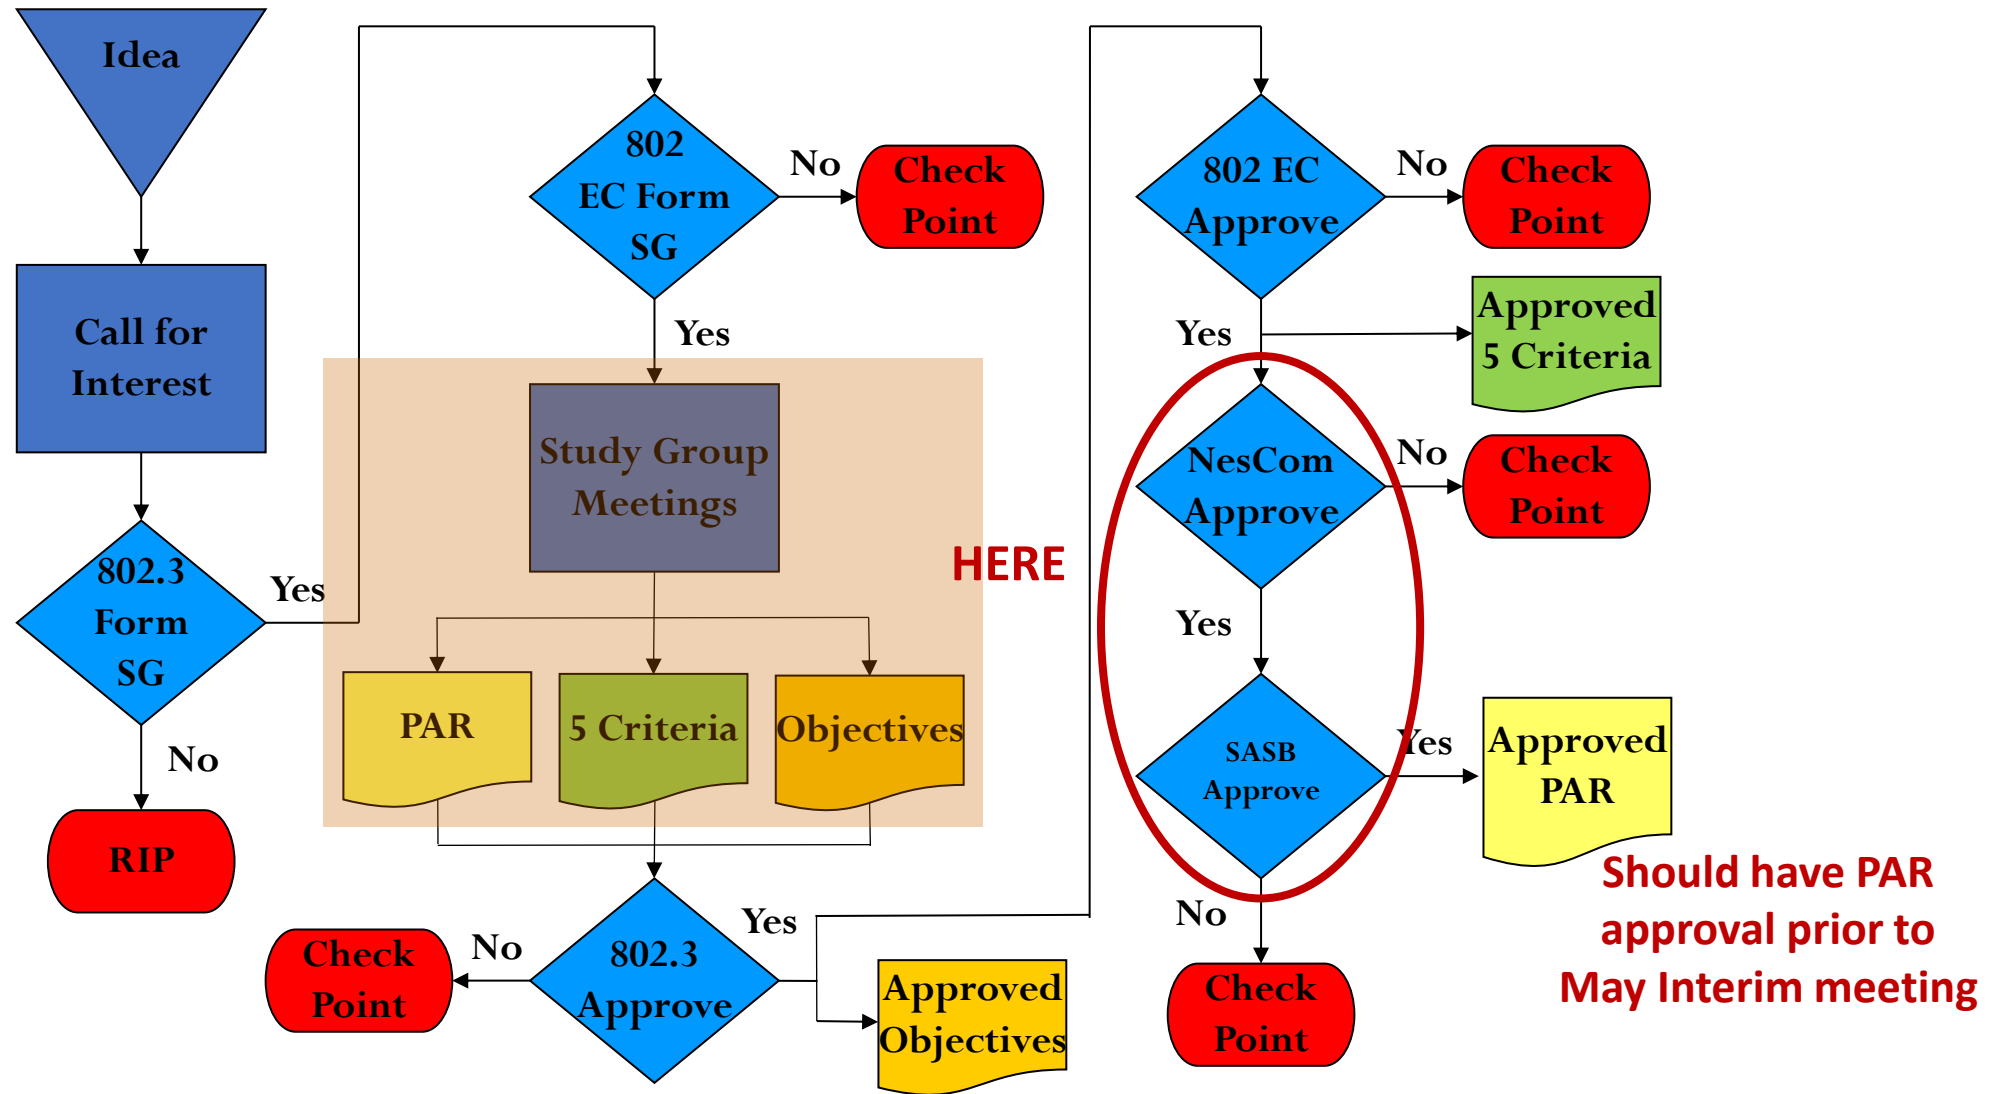 Idea
Call for
Interest
802.3
Form
SG
Yes
No
RIP
802
EC Form
SG
No
Check
Point
Yes
Study Group
Meetings
HERE
PAR
5 Criteria
Objectives
802.3
Approve
No
Check
Point
Yes
Approved
Objectives
802 EC
Approve
No
Check
Point
Yes
Approved
5 Criteria
NesCom
Approve
No
Check
Point
Yes
SASB
Approve
Yes
Approved
PAR
No
Check
Point
Should have PAR
approval prior to
May Interim meeting